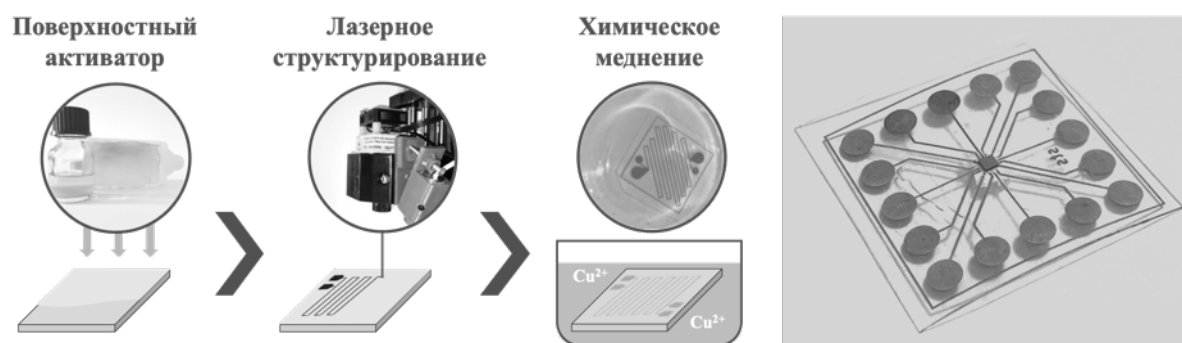 Поверхностный
активатор
Лазерное
структурирование
Химическое
меднение
Cu²⁺
Cu²⁺